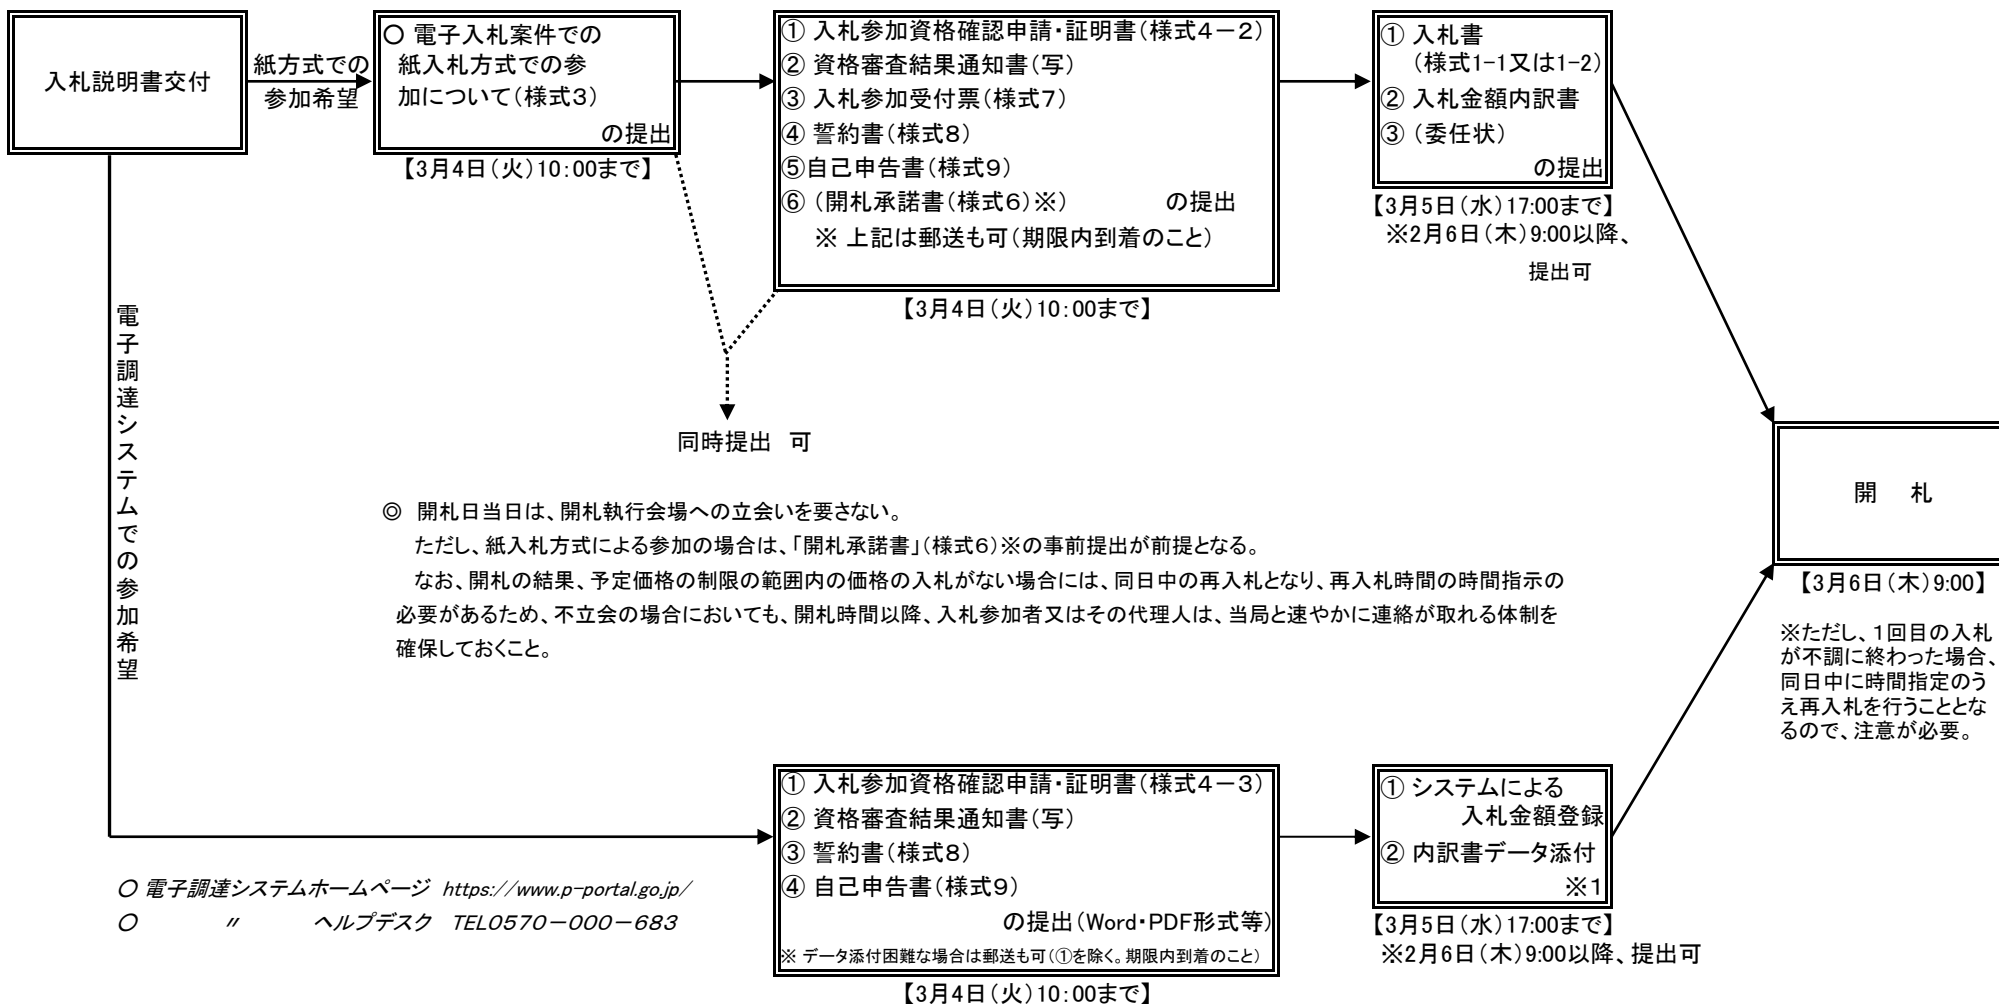 入札説明書交付
紙方式での
参加希望
○ 電子入札案件での
紙入札方式での参
加について（様式３）
の提出
【3月4日（火）10：00まで】
① 入札参加資格確認申請・証明書（様式４－２）
② 資格審査結果通知書（写）
③ 入札参加受付票（様式７）
④ 誓約書（様式８）
⑤自己申告書（様式９）
⑥ （開札承諾書（様式６）※） の提出
※ 上記は郵送も可（期限内到着のこと）
【3月4日（火）10：00まで】
① 入札書
（様式1-1又は1-2）
② 入札金額内訳書
③ （委任状）
の提出
【3月5日（水）17:00まで】
※2月6日（木）9:00以降、
提出可
同時提出 可
電子調達システムでの参加希望
◎ 開札日当日は、開札執行会場への立会いを要さない。
ただし、紙入札方式による参加の場合は、「開札承諾書」（様式６）※の事前提出が前提となる。
なお、開札の結果、予定価格の制限の範囲内の価格の入札がない場合には、同日中の再入札となり、再入札時間の時間指示の
必要があるため、不立会の場合においても、開札時間以降、入札参加者又はその代理人は、当局と速やかに連絡が取れる体制を
確保しておくこと。
開 札
【3月6日（木）9:00】
※ただし、１回目の入札
が不調に終わった場合、
同日中に時間指定のう
え再入札を行うこととな
るので、注意が必要。
① 入札参加資格確認申請・証明書（様式４－３）
② 資格審査結果通知書（写）
③ 誓約書（様式８）
④ 自己申告書（様式９）
の提出（Word・PDF形式等）
※ データ添付困難な場合は郵送も可（①を除く。期限内到着のこと）
【3月4日（火）10：00まで】
① システムによる
入札金額登録
② 内訳書データ添付
※１
【3月5日（水）17:00まで】
※2月6日（木）9:00以降、提出可
○ 電子調達システムホームページ https://www.p-portal.go.jp/
○ 〃 ヘルプデスク TEL0570－000－683